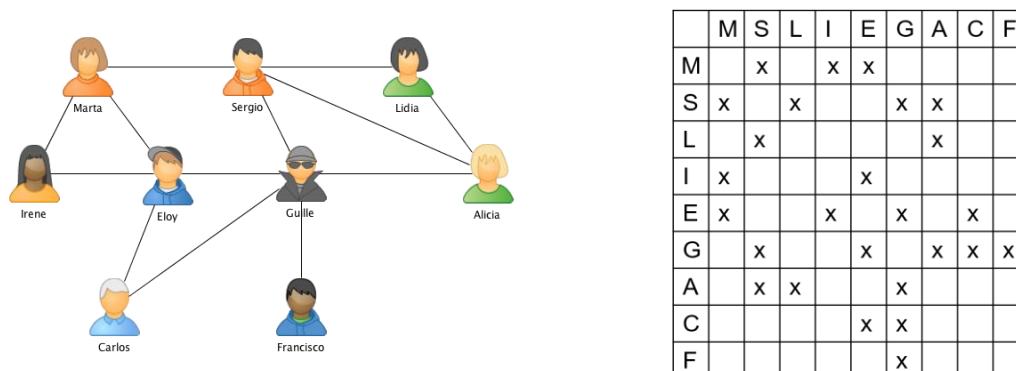 Marta
Sergio
Lidia
Irene
Eloy
Guille
Alicia
Carlos
Francisco
M S L I E G A C F
M x x x
S x x x x
L x x
I x x
E x x x x
G x x x x x
A x x x
C x x
F x